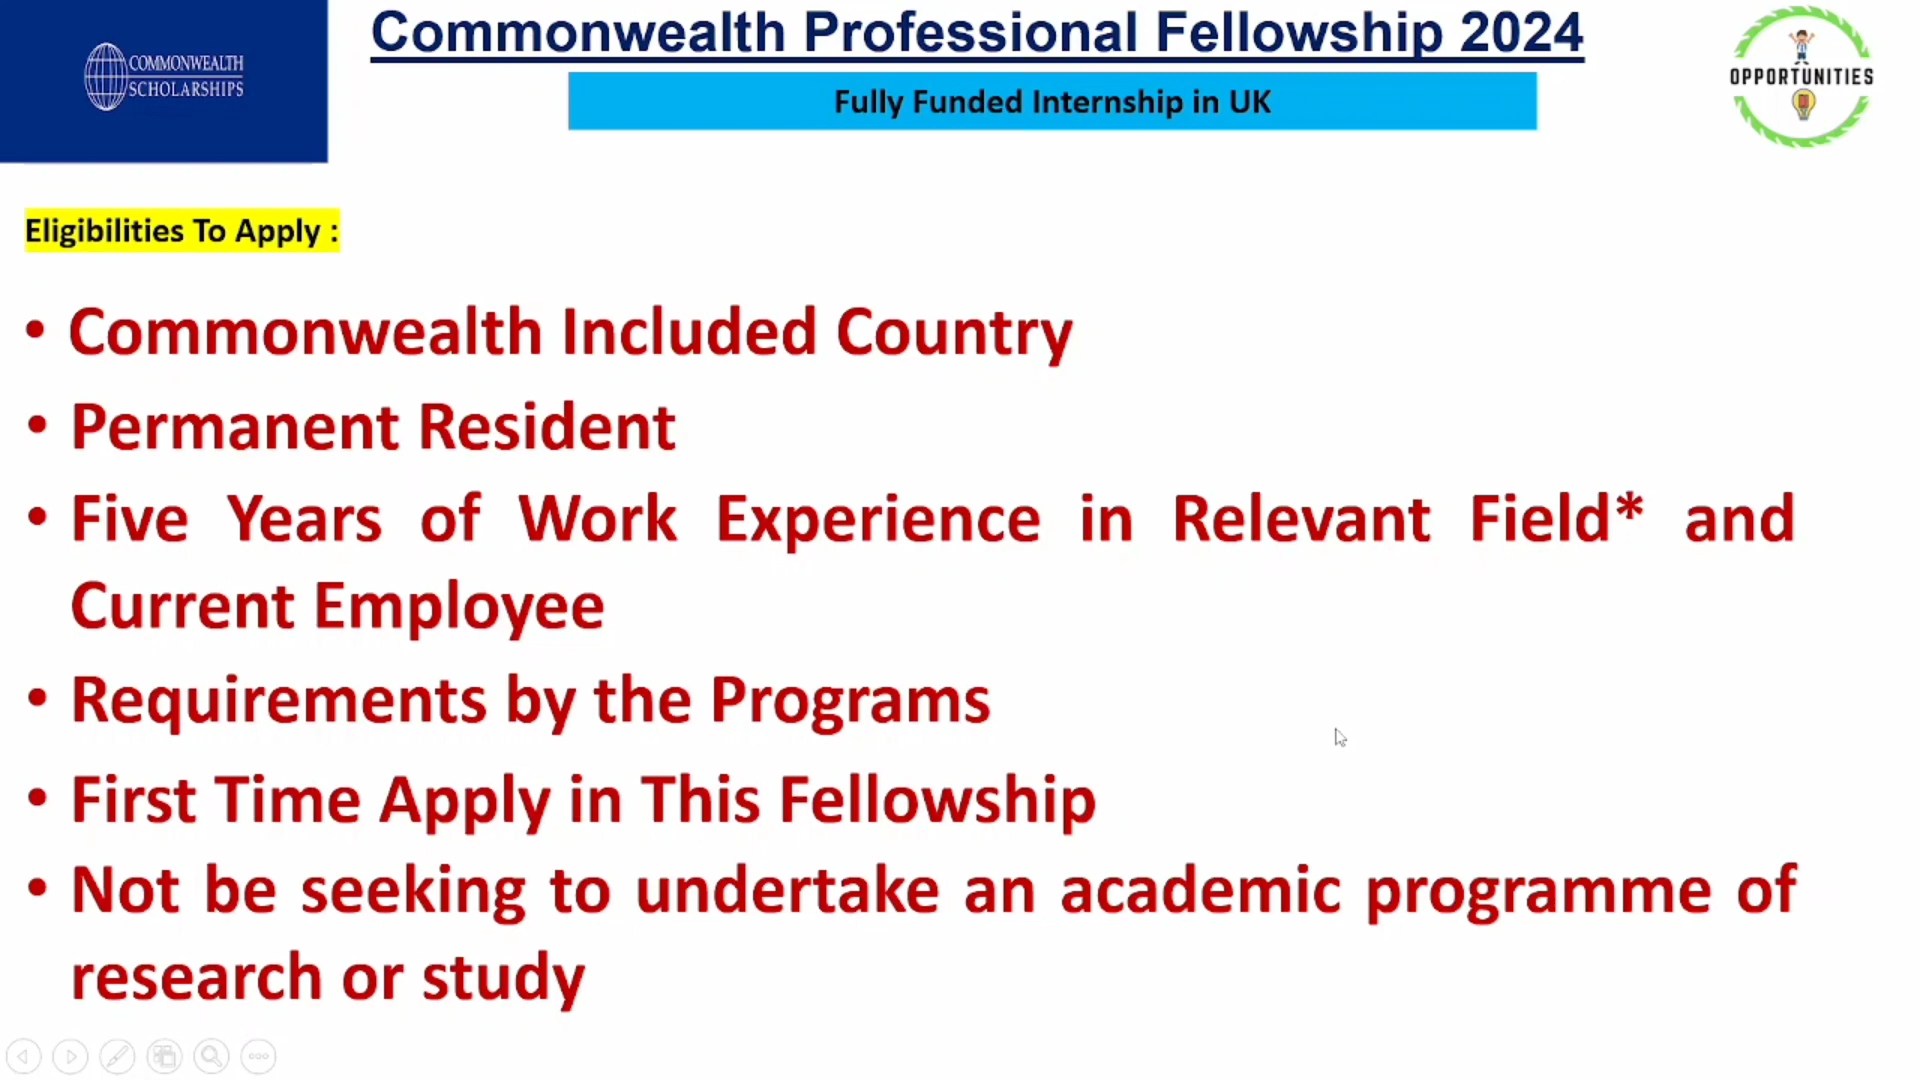 COMMONWEALTH
SCHOLARSHIPS
Commonwealth Professional Fellowship 2024
Fully Funded Internship in UK
OPPORTUNITIES
Eligibilities To Apply :
• Commonwealth Included Country
• Permanent Resident
• Five Years of Work Experience in Relevant Field* and
Current Employee
• Requirements by the Programs
• First Time Apply in This Fellowship
• Not be seeking to undertake an academic programme of
research or study